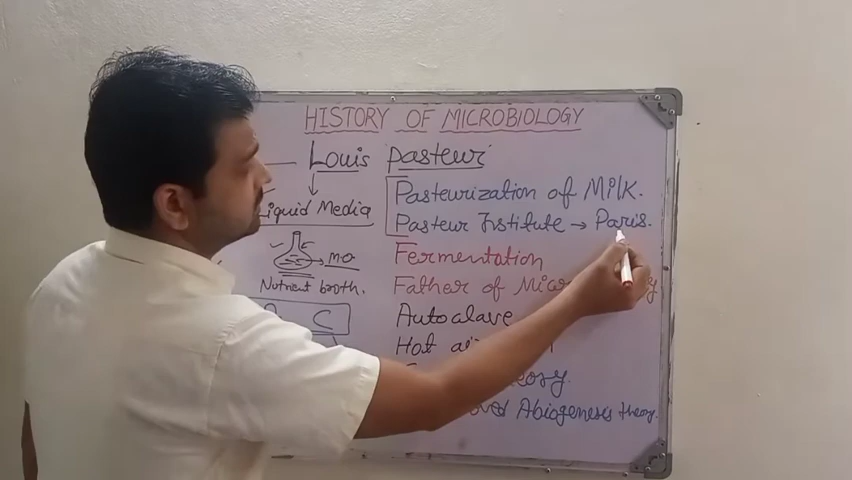 HISTORY OF MICROBIOLOGY
Louis Pasteur
Liquid Media
mo
Nutrient broth.
C
Pasteurization of Milk.
Pasteur Institute → Paris.
Fermentation
Father of
Autoclave
Hot
Abiogenesis theory.